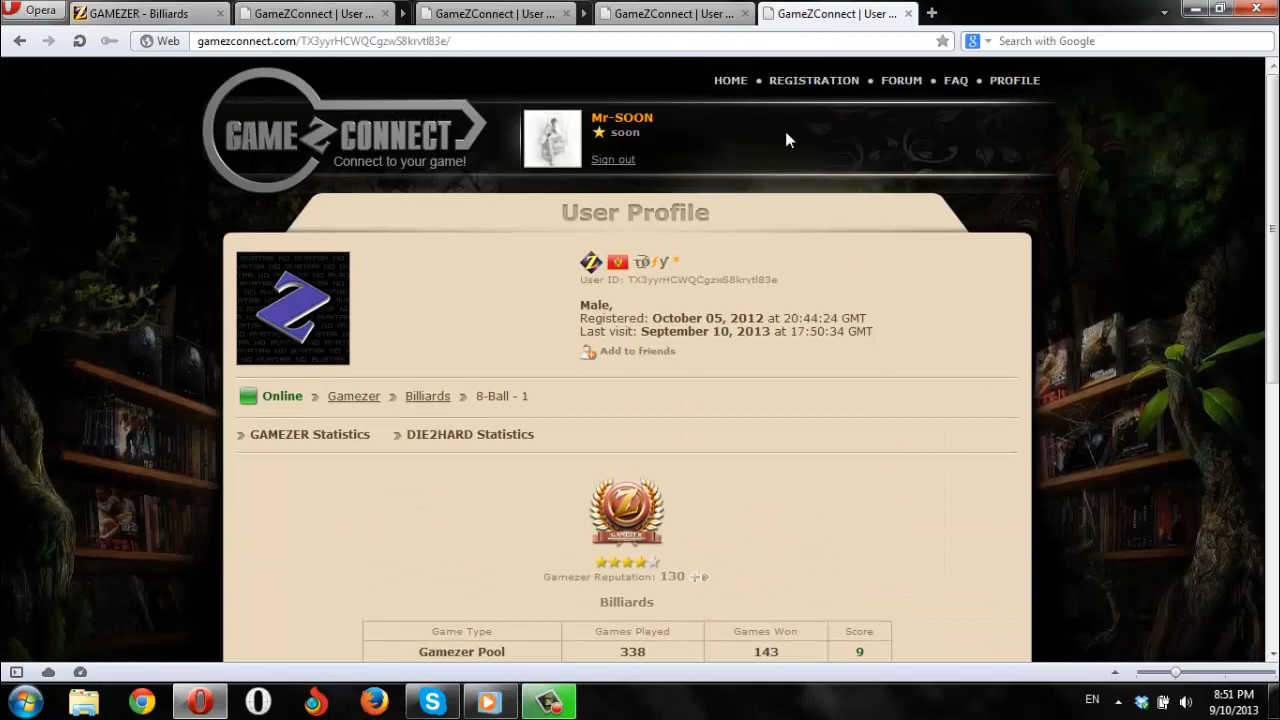 Opera
GAMEZER - Billiards
GameZConnect | User ...
GameZConnect | User ...
GameZConnect | User ...
GameZConnect | User ...
Web
gamezconnect.com/TX3yyrHCWQCgzwS8krvtl83e/
Search with Google
HOME • REGISTRATION • FORUM • FAQ • PROFILE
GAME Z CONNECT
Connect to your game!
Mr-SOON
soon
Sign out
User Profile
User ID: TX3yyrHCWQCgzwS8krvtl83e
Male,
Registered: October 05, 2012 at 20:44:24 GMT
Last visit: September 10, 2013 at 17:50:34 GMT
Add to friends
Online » Gamezer » Billiards » 8-Ball - 1
» GAMEZER Statistics » DIE2HARD Statistics
GAMEZER
Gamezer Reputation: 130
Billiards
Game Type Games Played Games Won Score
Gamezer Pool 338 143 9
EN
8:51 PM
9/10/2013